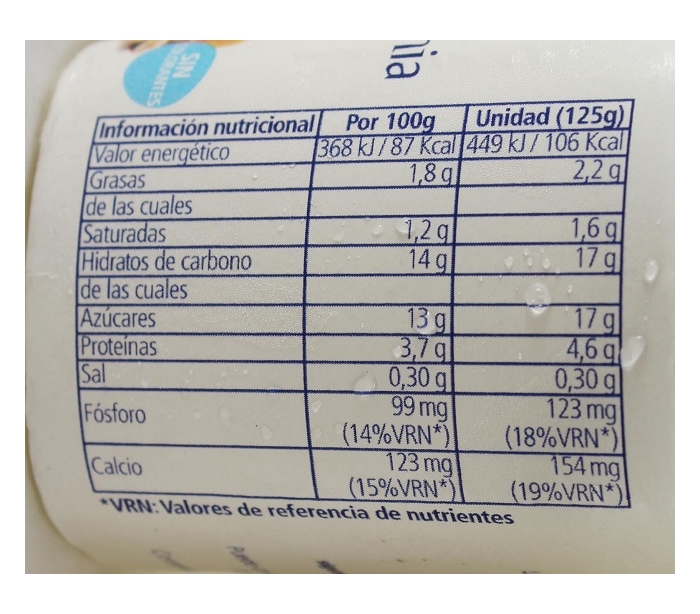 nia
SIN
Información nutricional Por 100g Unidad (125g)
Valor energético 368 kJ / 87 Kcal 449 kJ / 106 Kcal
Grasas 1,8 g 2,2 g
de las cuales
Saturadas 1,2 g 1,6 g
Hidratos de carbono 14 g 17 g
de las cuales
Azúcares 13 g 17 g
Proteínas 3,7 g 4,6 g
Sal 0,30 g 0,30 g
Fósforo 99 mg 123 mg
(14%VRN*) (18%VRN*)
Calcio 123 mg 154 mg
(15%VRN*) (19%VRN*)
*VRN: Valores de referencia de nutrientes